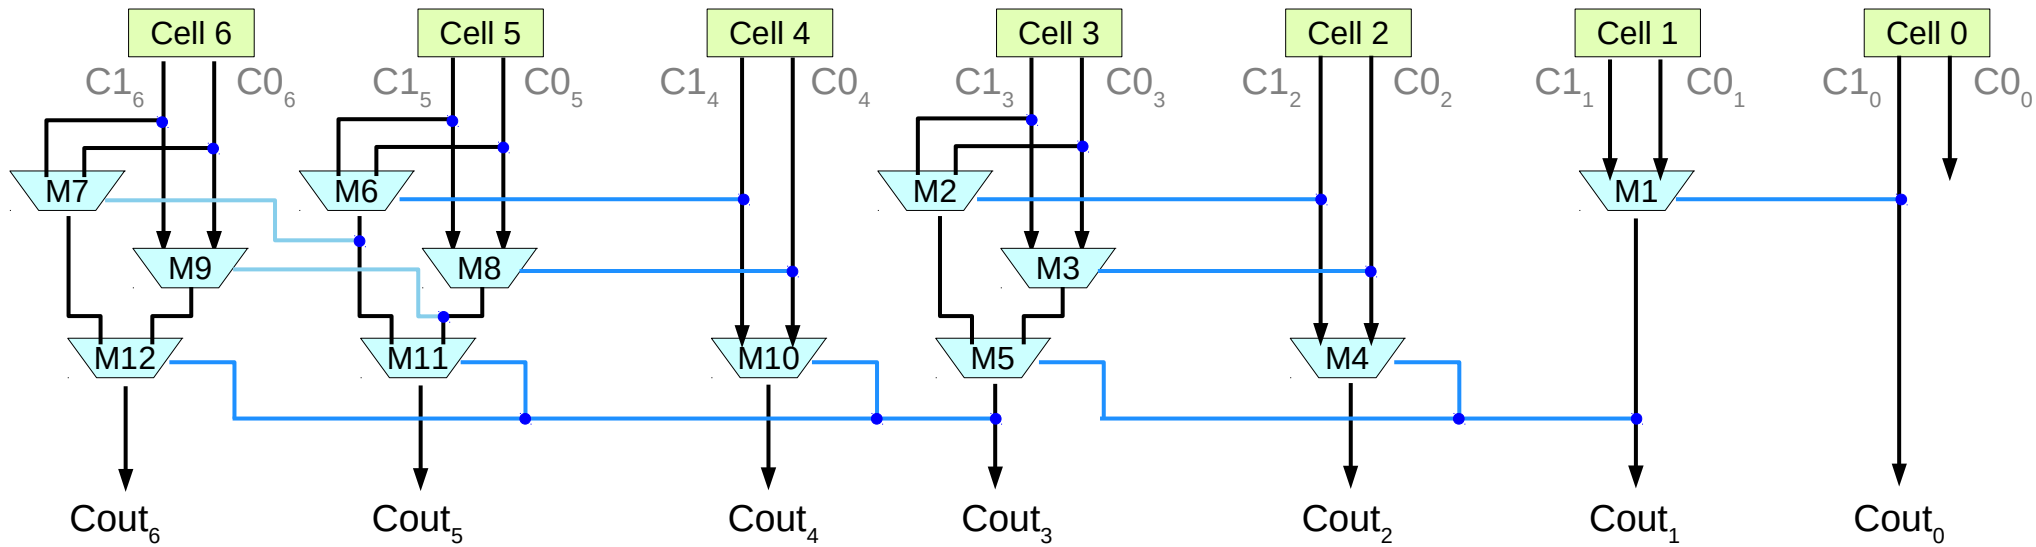 Cell 6 Cell 5 Cell 4 Cell 3 Cell 2 Cell 1 Cell 0
C1₆ C0₆ C1₅ C0₅ C1₄ C0₄ C1₃ C0₃ C1₂ C0₂ C1₁ C0₁ C1₀ C0₀
M7 M6 M2 M1
M9 M8 M3
M12 M11 M10 M5 M4
Cout₆ Cout₅ Cout₄ Cout₃ Cout₂ Cout₁ Cout₀